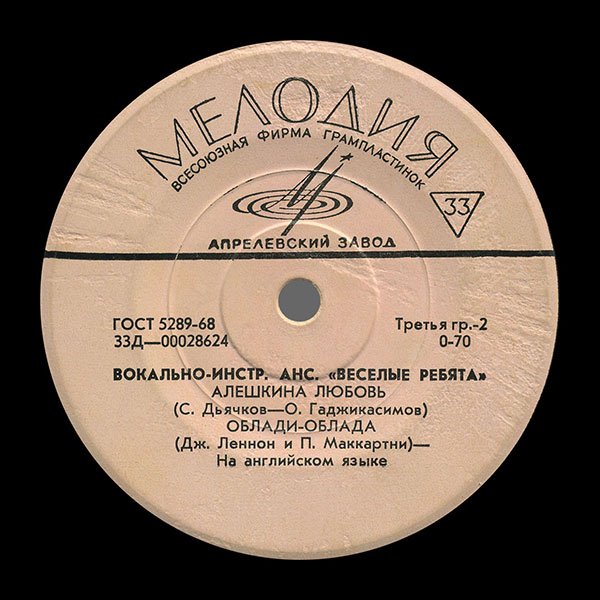 МЕЛОДИЯ
ВСЕСОЮЗНАЯ ФИРМА ГРАМПЛАСТИНОК
33
АПРЕЛЕВСКИЙ ЗАВОД
ГОСТ 5289-68
Третья гр.-2
33Д—00028624
0-70
ВОКАЛЬНО-ИНСТР. АНС. «ВЕСЕЛЫЕ РЕБЯТА»
АЛЕШКИНА ЛЮБОВЬ
(С. Дьячков—О. Гаджикасимов)
ОБЛАДИ-ОБЛАДА
(Дж. Леннон и П. Маккартни)—
На английском языке